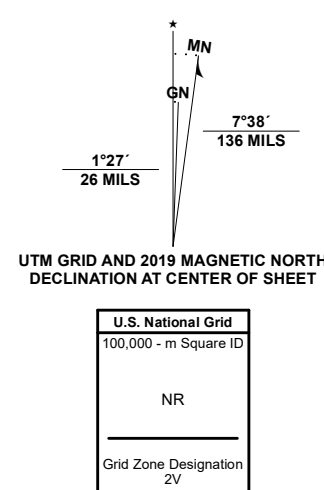 ★
MN
GN
7°38´
136 MILS
1°27´
26 MILS
UTM GRID AND 2019 MAGNETIC NORTH
DECLINATION AT CENTER OF SHEET
U.S. National Grid
100,000 - m Square ID
NR
Grid Zone Designation
2V